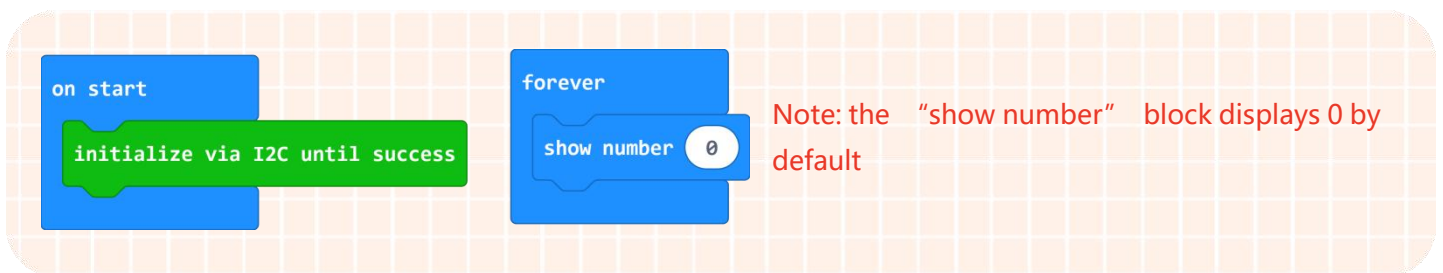 on start
initialize via I2C until success
forever
show number 0
Note: the “show number” block displays 0 by
default